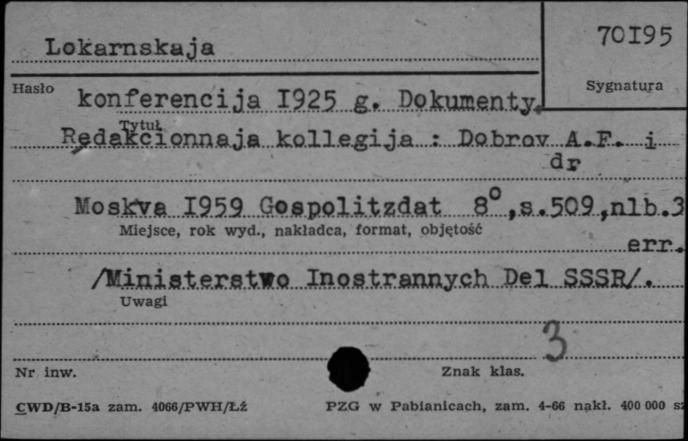 Lokarnskaja
70I95
Hasło
Sygnatura
konferencija I925 g. Dokumenty.
Tytuł
Redakcionnaja kollegija : Dobrov A.F. i
dr
Moskva I959 Gospolitzdat 8°,s.509,nlb.3
Miejsce, rok wyd., nakładca, format, objętość
err.
/Ministerstwo Inostrannych Del SSSR/.
Uwagi
3
Nr inw.
Znak klas.
CWD/B-15a zam. 4066/PWH/Łź
PZG w Pabianicach, zam. 4-66 nakł. 400 000 sz